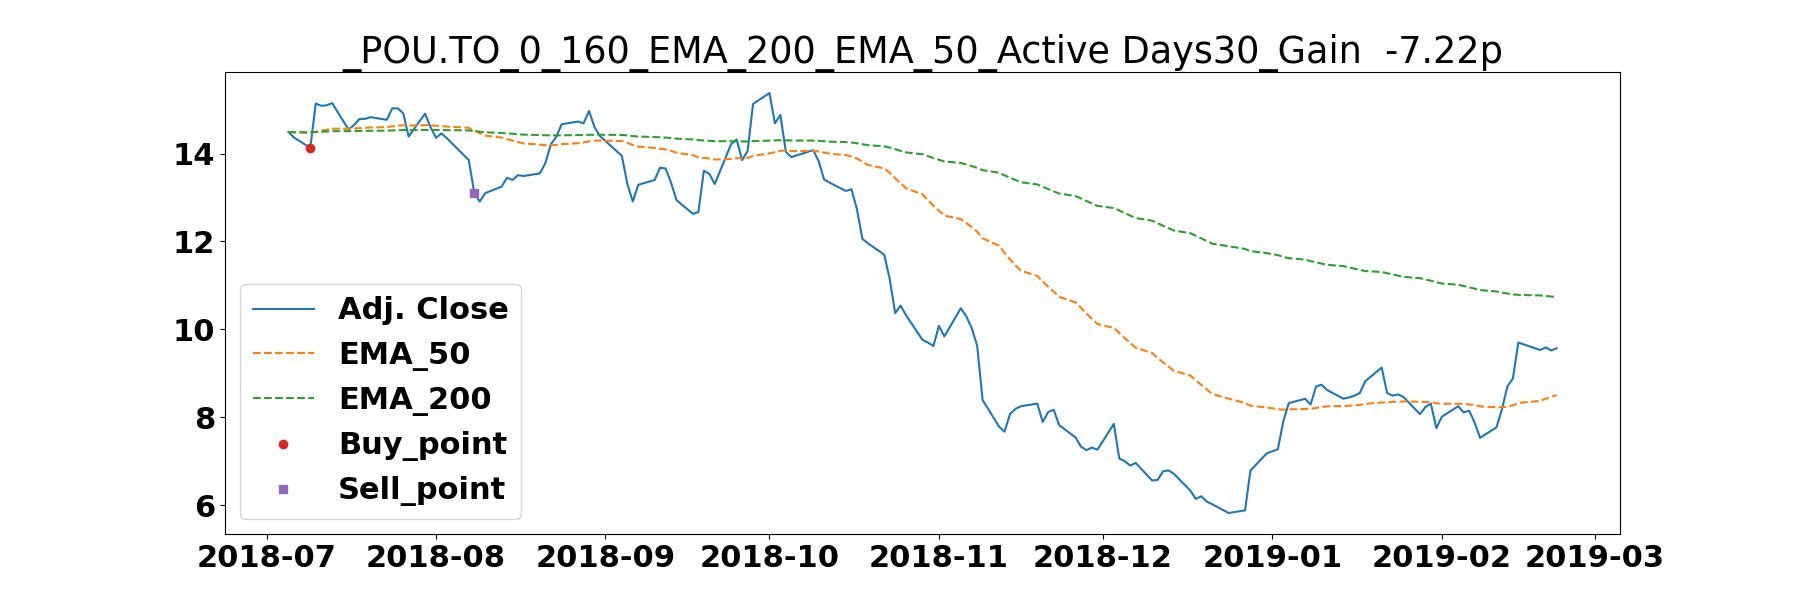 _POU.TO_0_160_EMA_200_EMA_50_Active Days30_Gain  -7.22p
14
12
10
8
6
Adj. Close
EMA_50
EMA_200
Buy_point
Sell_point
2018-07 2018-08 2018-09 2018-10 2018-11 2018-12 2019-01 2019-02 2019-03